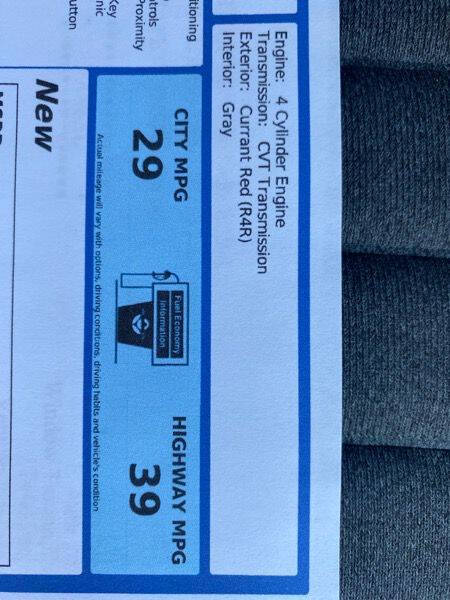 Engine: 4 Cylinder Engine
Transmission: CVT Transmission
Exterior: Currant Red (R4R)
Interior: Gray
itioning
trols
Proximity
Key
nic
utton
CITY MPG
29
Fuel Economy
Information
HIGHWAY MPG
39
Actual mileage will vary with options, driving conditions, driving habits and vehicle's condition
New